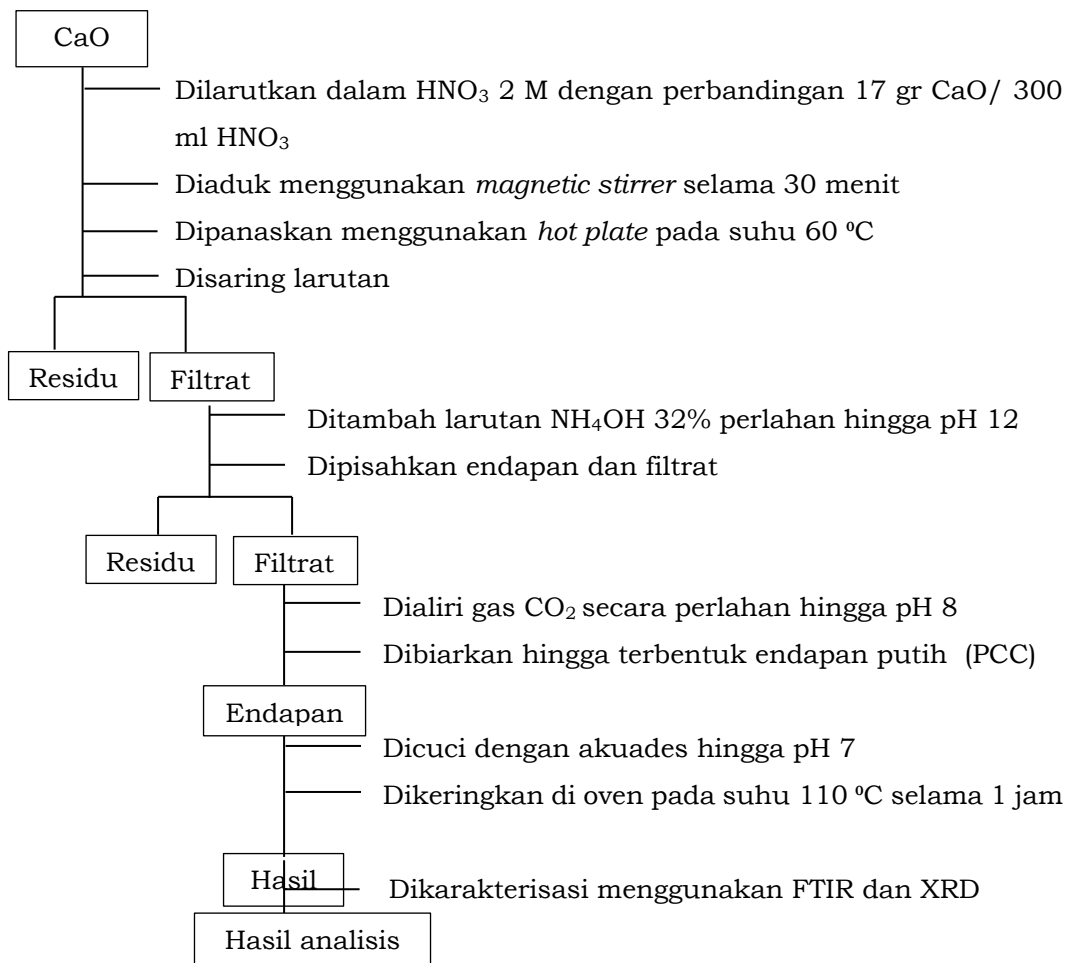 CaO
Dilarutkan dalam HNO₃ 2 M dengan perbandingan 17 gr CaO/ 300
ml HNO₃
Diaduk menggunakan magnetic stirrer selama 30 menit
Dipanaskan menggunakan hot plate pada suhu 60 ⁰C
Disaring larutan
Residu
Filtrat
Ditambah larutan NH₄OH 32% perlahan hingga pH 12
Dipisahkan endapan dan filtrat
Residu
Filtrat
Dialiri gas CO₂ secara perlahan hingga pH 8
Dibiarkan hingga terbentuk endapan putih (PCC)
Endapan
Dicuci dengan akuades hingga pH 7
Dikeringkan di oven pada suhu 110 ⁰C selama 1 jam
Hasil
Dikarakterisasi menggunakan FTIR dan XRD
Hasil analisis